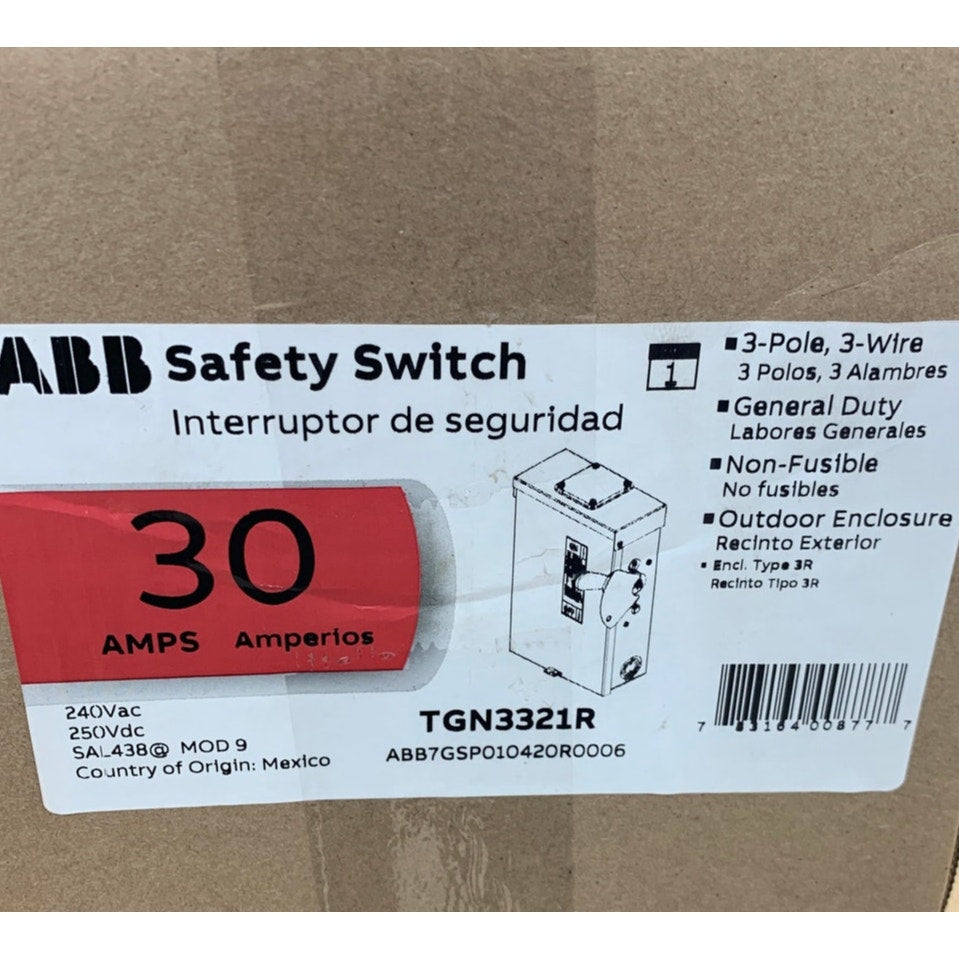 ABB Safety Switch
Interruptor de seguridad
1
■ 3-Pole, 3-Wire
3 Polos, 3 Alambres
■ General Duty
Labores Generales
■ Non-Fusible
No fusibles
■ Outdoor Enclosure
Recinto Exterior
▪ Encl. Type 3R
Recinto Tipo 3R
30
AMPS Amperios
240Vac
250Vdc
SAL438@ MOD 9
Country of Origin: Mexico
TGN3321R
ABB7GSP010420R0006